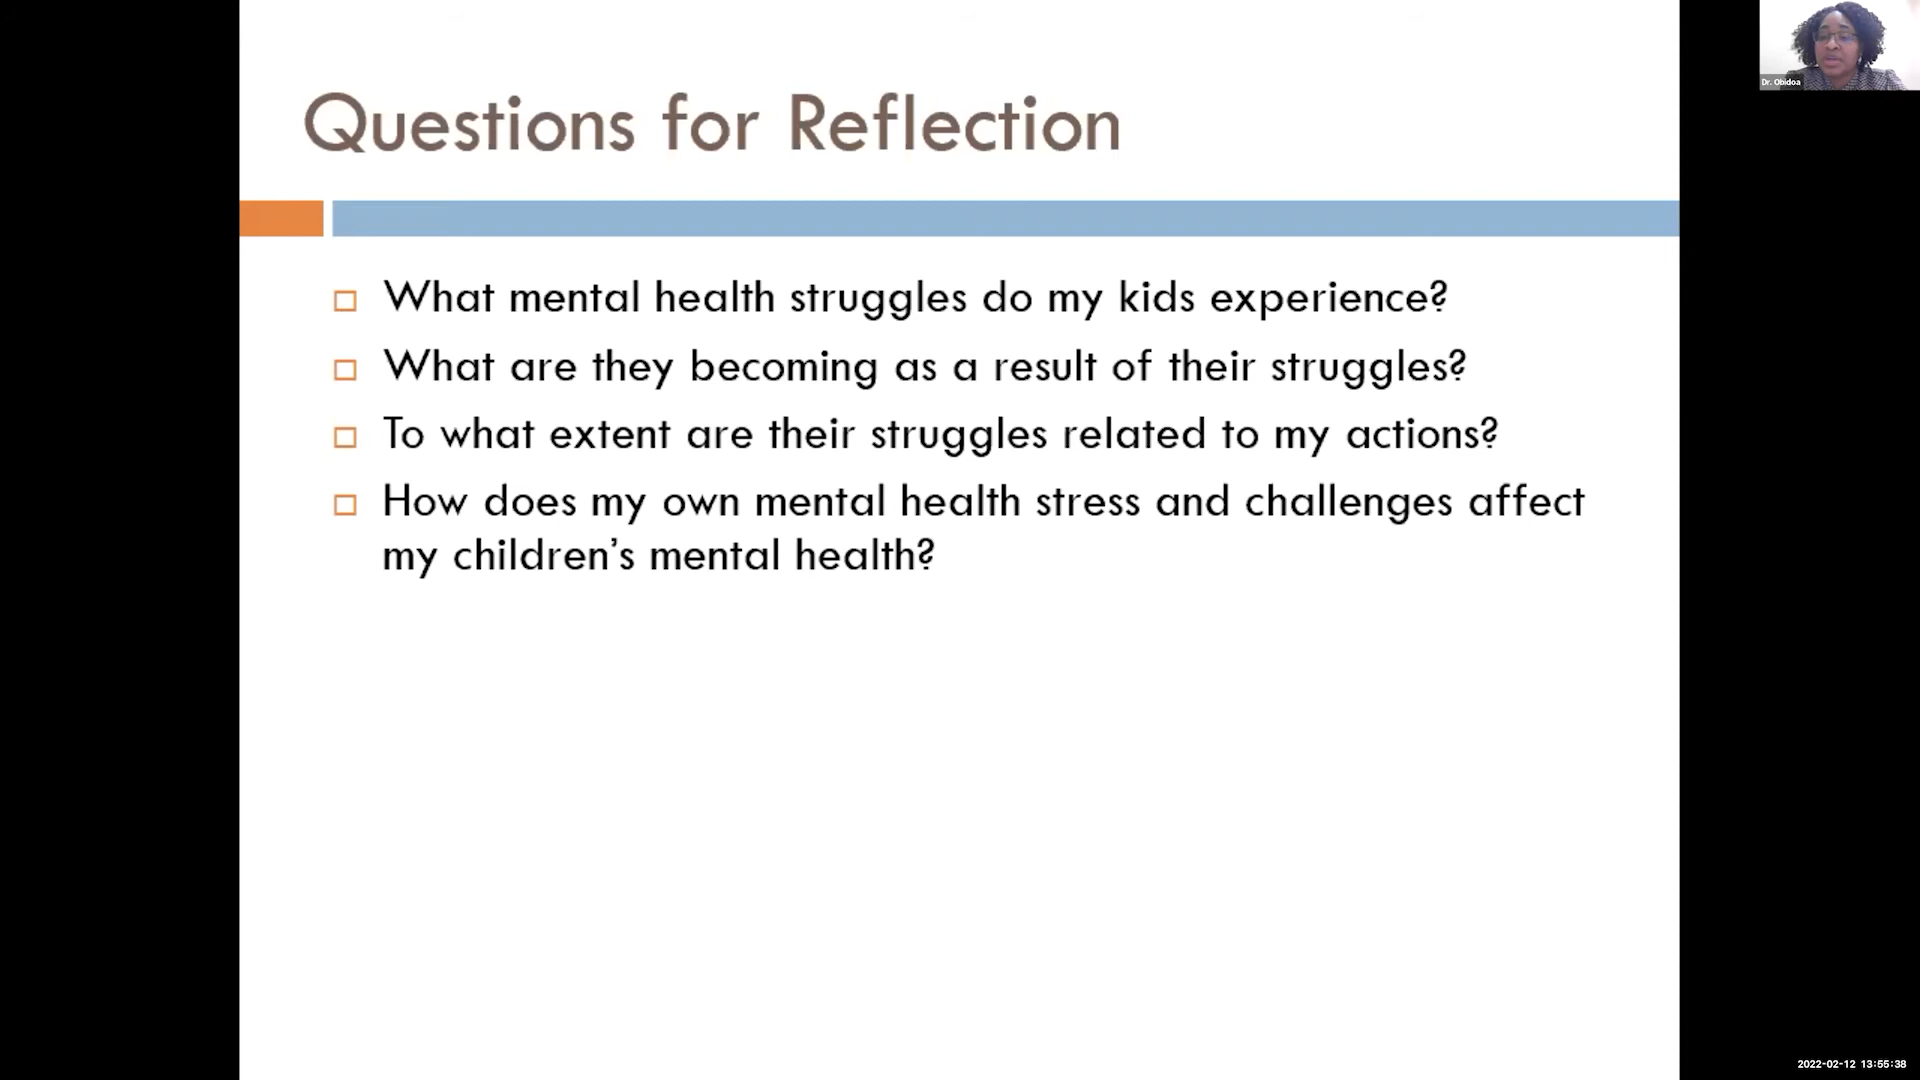 Questions for Reflection
What mental health struggles do my kids experience?
What are they becoming as a result of their struggles?
To what extent are their struggles related to my actions?
How does my own mental health stress and challenges affect
my children’s mental health?
Dr. Obidoa
2022-02-12 13:55:38